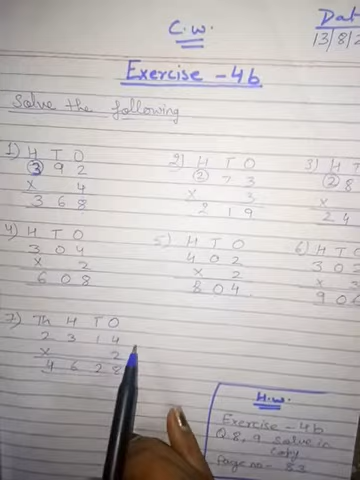 C.W.
Dat
13/8/2
Exercise - 4b
Solve the following
1) H T O
③ 9 2
x 4
3 6 8
2) H T O
② 7 3
x 3
2 1 9
3) H T
② 8
x
2 4
4) H T O
3 0 4
x 2
6 0 8
5) H T O
4 0 2
x 2
8 0 4
6) H T O
3 0
x 3
9 0
7) Th H T O
2 3 1 4
x 2
4 6 2 8
H.W.
Exercise - 4b
Q.8, 9 solve in
copy
Page no - 83